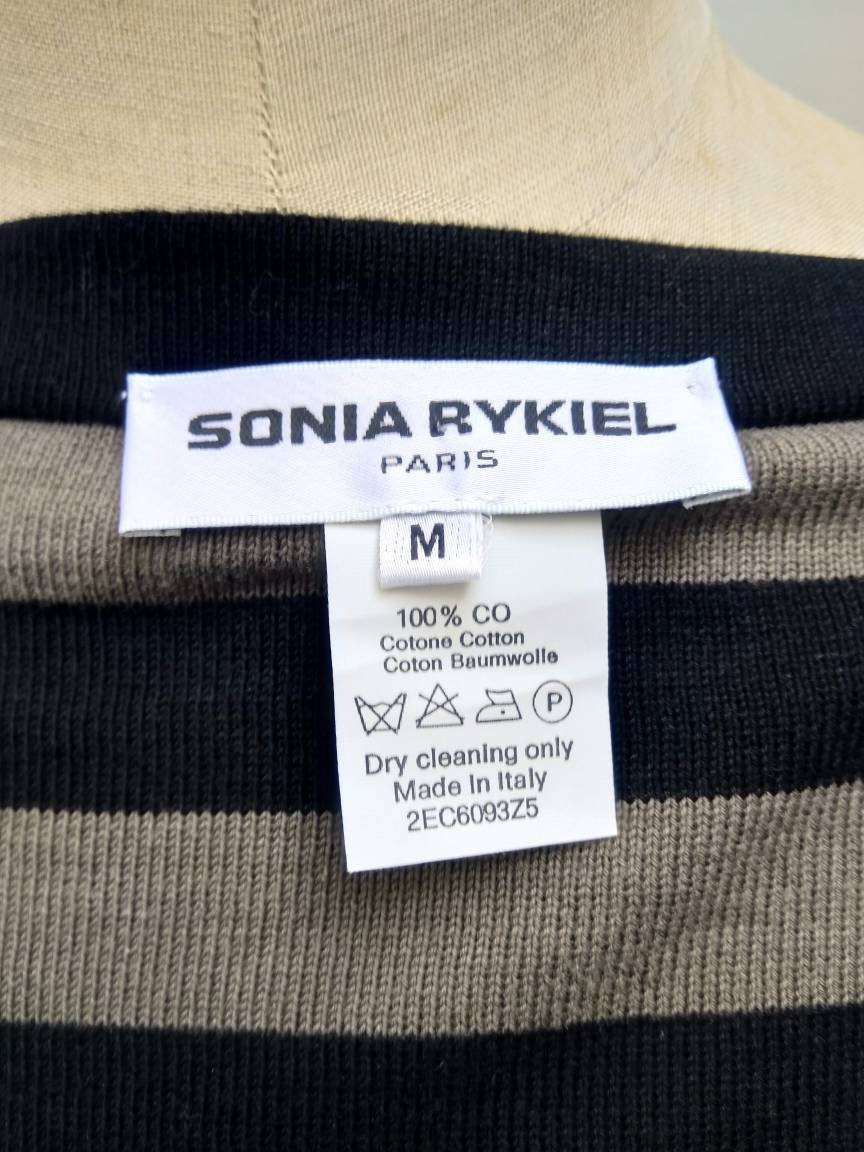 SONIA RYKIEL
PARIS
M
100% CO
Cotone Cotton
Coton Baumwolle
P
Dry cleaning only
Made In Italy
2EC6093Z5